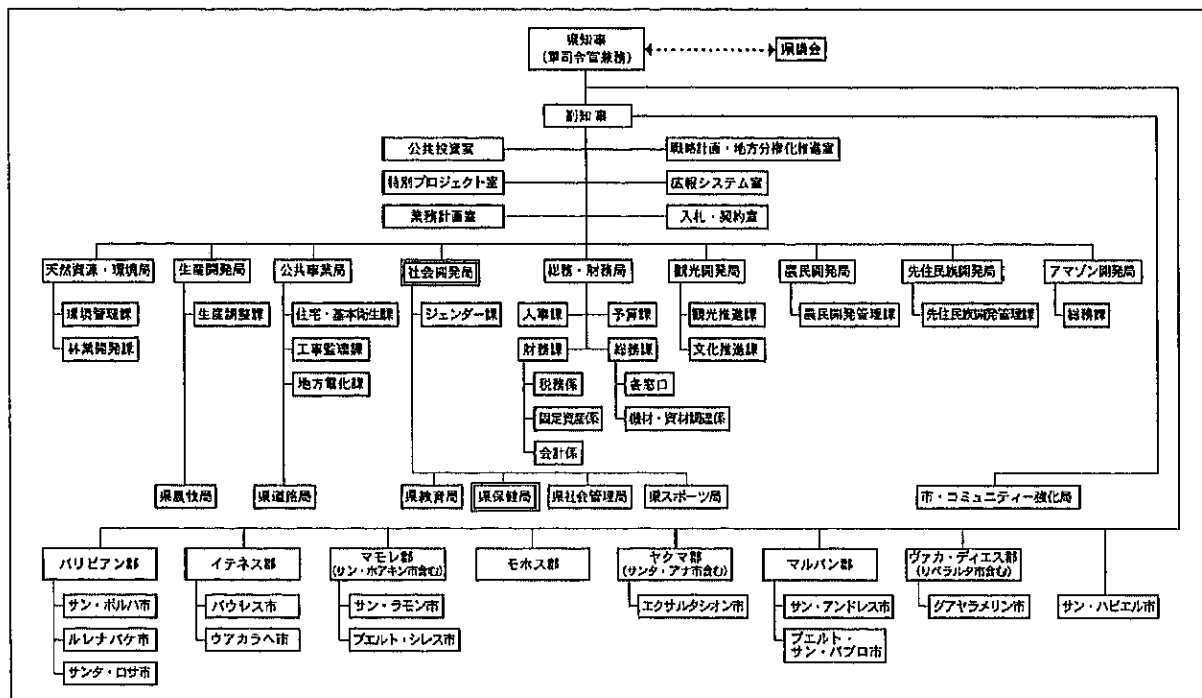 県知事
(軍司令官兼務)
県議会
副知事
公共投資室
戦略計画・地方分権化推進室
特別プロジェクト室
広報システム室
業務計画室
入札・契約室
天然資源・環境局
生産開発局
公共事業局
社会開発局
総務・財務局
観光開発局
農民開発局
先住民族開発局
アマゾン開発局
環境管理課
生産調整課
住宅・基本衛生課
ジェンダー課
人事課
予算課
観光推進課
農民開発管理課
先住民族開発管理課
総務課
林業開発課
工事監理課
財務課
総務課
文化推進課
地方電化課
税務係
各窓口
固定資産係
機材・資材調達係
会計係
県農牧局
県道路局
県教育局
県保健局
県社会管理局
県スポーツ局
市・コミュニティー強化局
バリビアン郡
イテネス郡
マモレ郡
(サン・ホアキン市含む)
モホス郡
ヤクマ郡
(サンタ・アナ市含む)
マルバン郡
ヴァカ・ディエス郡
(リベラルタ市含む)
サン・ボルハ市
バウレス市
サン・ラモン市
エクサルタシオン市
サン・アンドレス市
グアヤラメリン市
サン・ハビエル市
ルレナバケ市
ウアカラヘ市
プエルト・シレス市
プエルト・
サン・パブロ市
サンタ・ロサ市